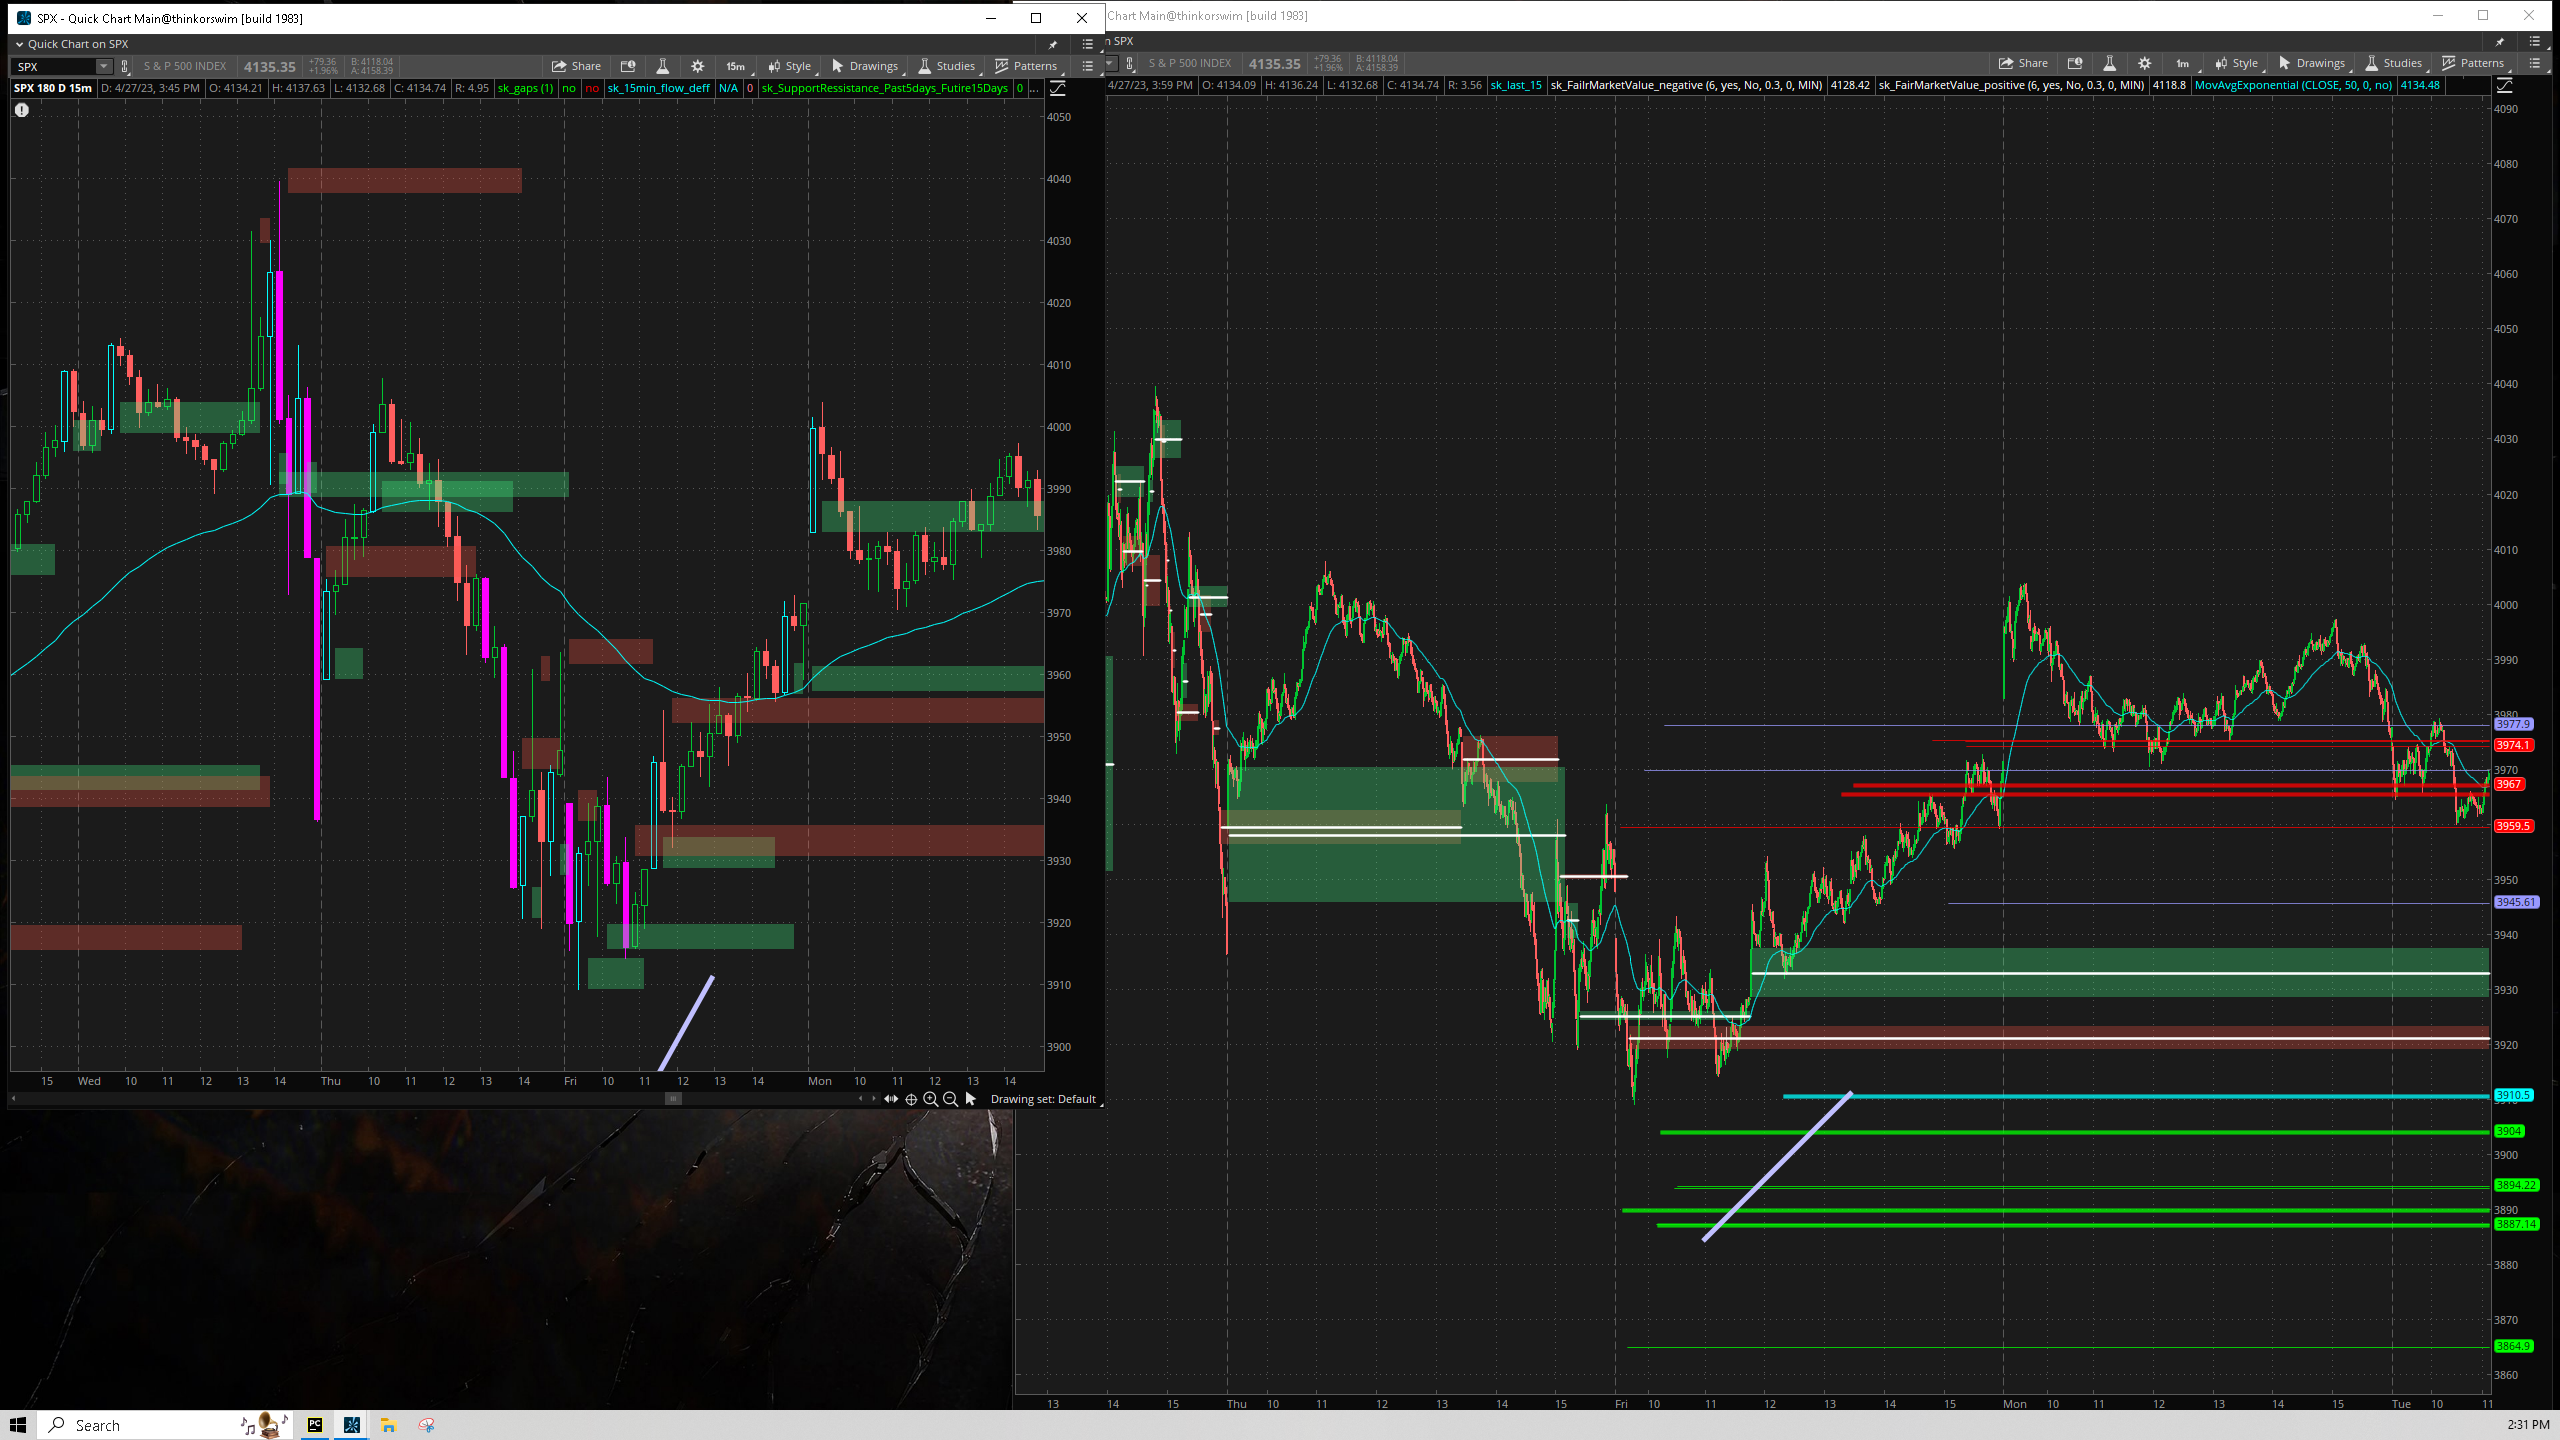 SPX - Quick Chart Main@thinkorswim [build 1983]
Chart Main@thinkorswim [build 1983]
Quick Chart on SPX
n SPX
SPX
S & P 500 INDEX
4135.35
+79.36
+1.96%
B: 4118.04
A: 4158.39
Share
15m
Style
Drawings
Studies
Patterns
S & P 500 INDEX
4135.35
+79.36
+1.96%
B: 4118.04
A: 4158.39
Share
1m
Style
Drawings
Studies
Patterns
SPX 180 D 15m D: 4/27/23, 3:45 PM O: 4134.21 H: 4137.63 L: 4132.68 C: 4134.74 R: 4.95 sk_gaps (1) no no sk_15min_flow_deff N/A 0 sk_SupportRessistance_Past5days_Futire15Days 0 ...
4/27/23, 3:59 PM O: 4134.09 H: 4136.24 L: 4132.68 C: 4134.74 R: 3.56 sk_last_15 sk_FailrMarketValue_negative (6, yes, No, 0.3, 0, MIN) 4128.42 sk_FairMarketValue_positive (6, yes, No, 0.3, 0, MIN) 4118.8 MovAvgExponential (CLOSE, 50, 0, no) 4134.48
4050
4040
4030
4020
4010
4000
3990
3980
3970
3960
3950
3940
3930
3920
3910
3900
15 Wed 10 11 12 13 14 Thu 10 11 12 13 14 Fri 10 11 12 13 14 Mon 10 11 12 13 14
Drawing set: Default
4090
4080
4070
4060
4050
4040
4030
4020
4010
4000
3990
3980
3977.9
3974.1
3970
3967
3959.5
3950
3945.61
3940
3930
3920
3910.5
3904
3900
3894.22
3890
3887.14
3880
3870
3864.9
3860
13 14 15 Thu 10 11 12 13 14 15 Fri 10 11 12 13 14 15 Mon 10 11 12 13 14 15 Tue 10 11
Search
PC
2:31 PM